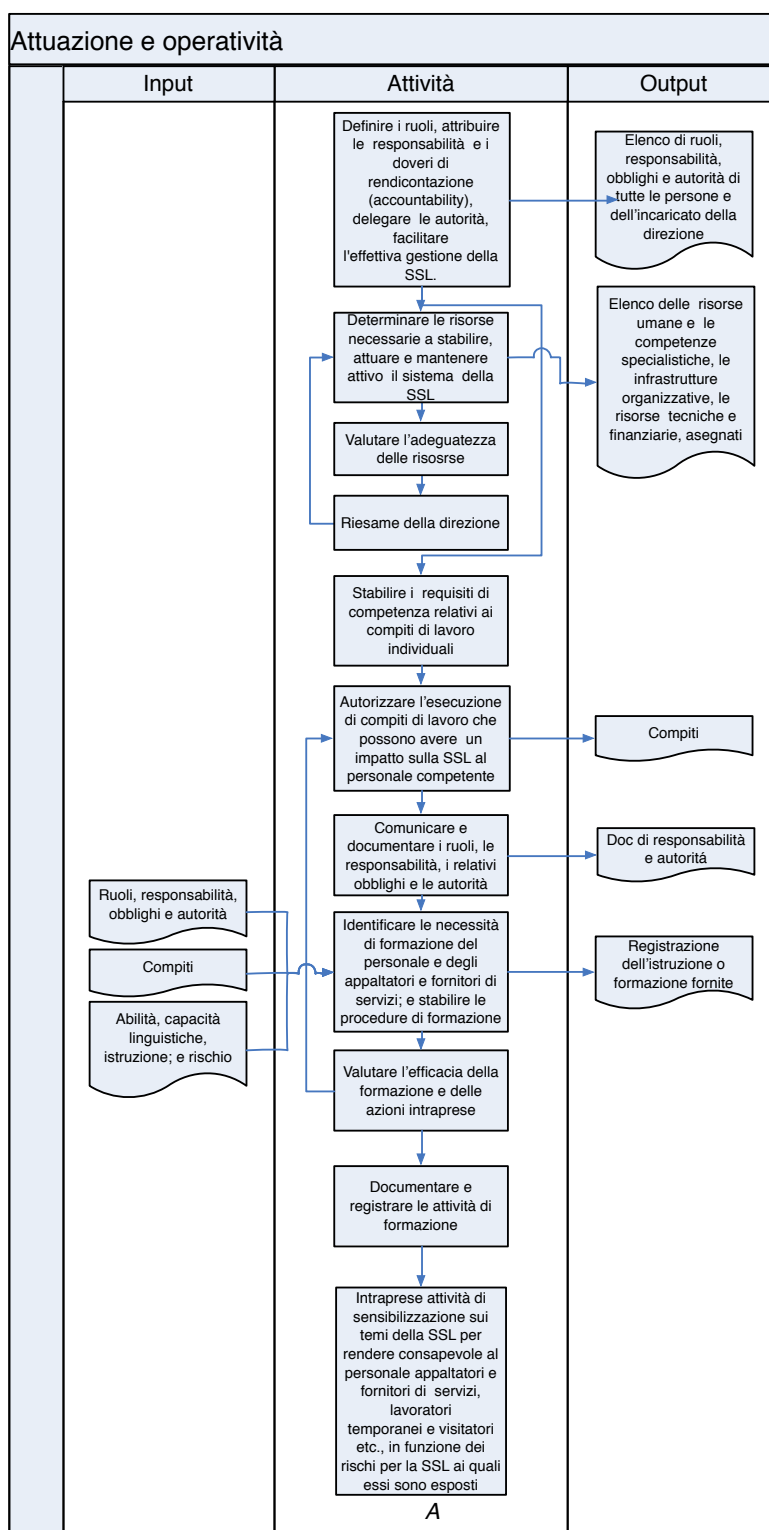 Attuazione e operatività
Input
Attività
Output
Definire i ruoli, attribuire
le responsabilità e i
doveri di
rendicontazione
(accountability),
delegare le autorità,
facilitare
l'effettiva gestione della
SSL.
Elenco di ruoli,
responsabilità,
obblighi e autorità di
tutte le persone e
dell'incaricato della
direzione
Determinare le risorse
necessarie a stabilire,
attuare e mantenere
attivo il sistema della
SSL
Elenco delle risorse
umane e le
competenze
specialistiche, le
infrastrutture
organizzative, le
risorse tecniche e
finanziarie, asegnati
Valutare l'adeguatezza
delle risosrse
Riesame della direzione
Stabilire i requisiti di
competenza relativi ai
compiti di lavoro
individuali
Autorizzare l'esecuzione
di compiti di lavoro che
possono avere un
impatto sulla SSL al
personale competente
Compiti
Comunicare e
documentare i ruoli, le
responsabilità, i relativi
obblighi e le autorità
Doc di responsabilità
e autoritá
Ruoli, responsabilità,
obblighi e autorità
Compiti
Abilità, capacità
linguistiche,
istruzione; e rischio
Identificare le necessità
di formazione del
personale e degli
appaltatori e fornitori di
servizi; e stabilire le
procedure di formazione
Registrazione
dell'istruzione o
formazione fornite
Valutare l'efficacia della
formazione e delle
azioni intraprese
Documentare e
registrare le attività di
formazione
Intraprese attività di
sensibilizzazione sui
temi della SSL per
rendere consapevole al
personale appaltatori e
fornitori di servizi,
lavoratori
temporanei e visitatori
etc., in funzione dei
rischi per la SSL ai quali
essi sono esposti
A